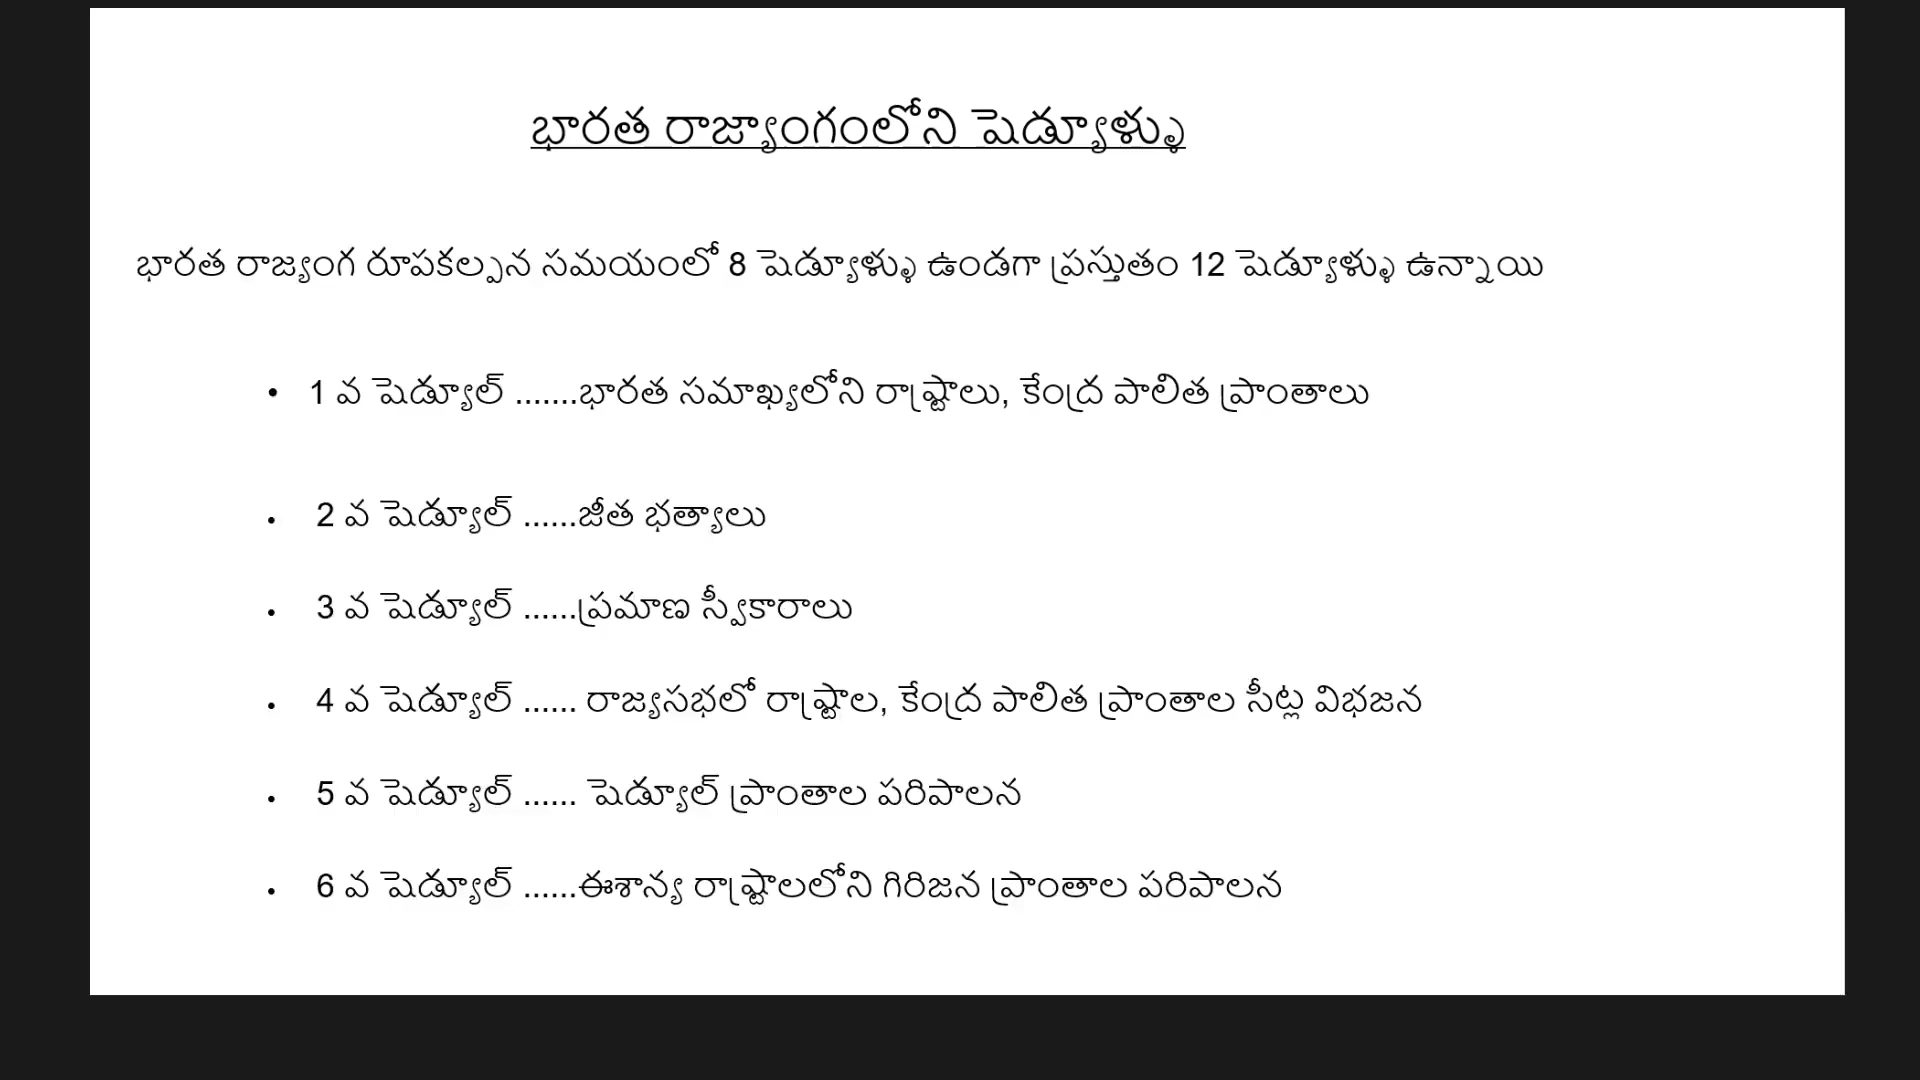 భారత రాజ్యాంగంలోని షెడ్యూళ్ళు
భారత రాజ్యంగ రూపకల్పన సమయంలో 8 షెడ్యూళ్ళు ఉండగా ప్రస్తుతం 12 షెడ్యూళ్ళు ఉన్నాయి
• 1 వ షెడ్యూల్ .......భారత సమాఖ్యలోని రాష్ట్రాలు, కేంద్ర పాలిత ప్రాంతాలు
• 2 వ షెడ్యూల్ ......జీత భత్యాలు
• 3 వ షెడ్యూల్ ......ప్రమాణ స్వీకారాలు
• 4 వ షెడ్యూల్ ...... రాజ్యసభలో రాష్ట్రాల, కేంద్ర పాలిత ప్రాంతాల సీట్ల విభజన
• 5 వ షెడ్యూల్ ...... షెడ్యూల్ ప్రాంతాల పరిపాలన
• 6 వ షెడ్యూల్ ......ఈశాన్య రాష్ట్రాలలోని గిరిజన ప్రాంతాల పరిపాలన